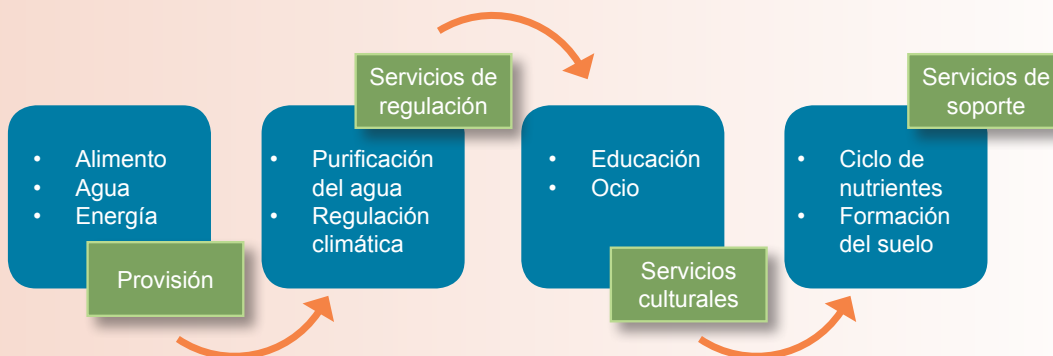 • Alimento
• Agua
• Energía
Provisión
Servicios de
regulación
• Purificación
del agua
• Regulación
climática
• Educación
• Ocio
Servicios
culturales
Servicios de
soporte
• Ciclo de
nutrientes
• Formación
del suelo